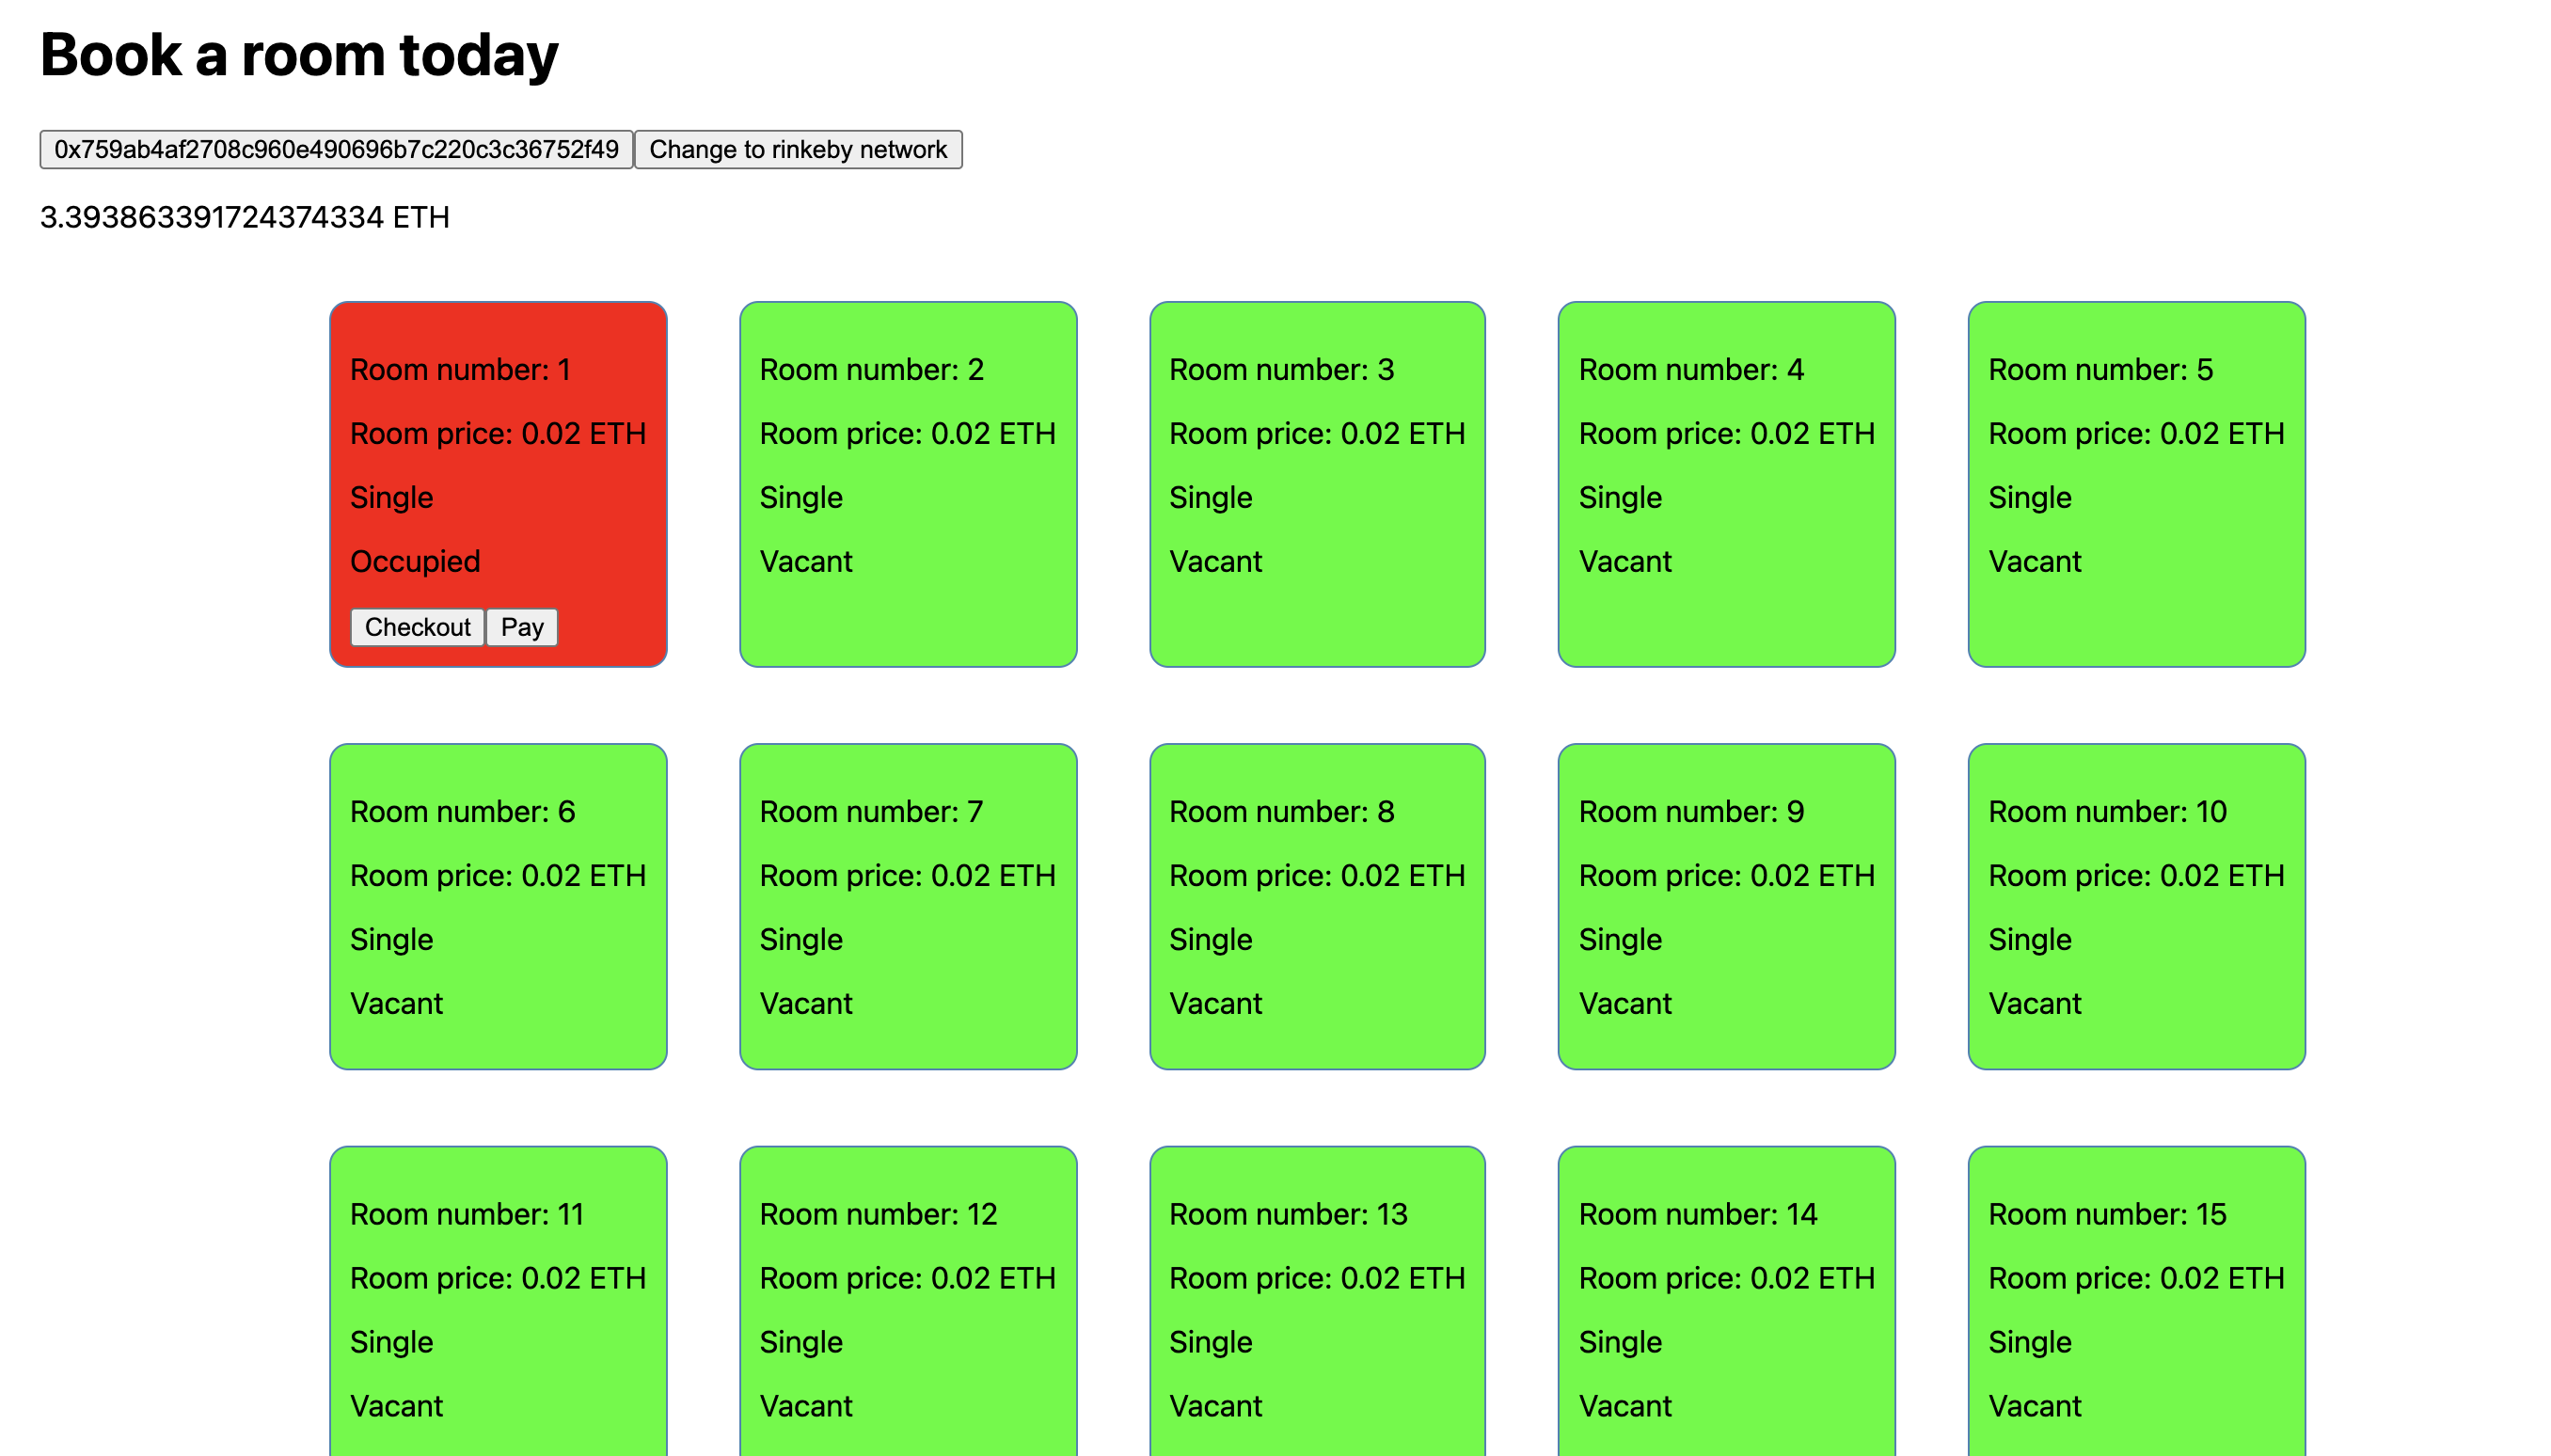 Book a room today
0x759ab4af2708c960e490696b7c220c3c36752f49 Change to rinkeby network
3.393863391724374334 ETH
Room number: 1 Room number: 2 Room number: 3 Room number: 4 Room number: 5
Room price: 0.02 ETH Room price: 0.02 ETH Room price: 0.02 ETH Room price: 0.02 ETH Room price: 0.02 ETH
Single Single Single Single Single
Occupied Vacant Vacant Vacant Vacant
Checkout Pay
Room number: 6 Room number: 7 Room number: 8 Room number: 9 Room number: 10
Room price: 0.02 ETH Room price: 0.02 ETH Room price: 0.02 ETH Room price: 0.02 ETH Room price: 0.02 ETH
Single Single Single Single Single
Vacant Vacant Vacant Vacant Vacant
Room number: 11 Room number: 12 Room number: 13 Room number: 14 Room number: 15
Room price: 0.02 ETH Room price: 0.02 ETH Room price: 0.02 ETH Room price: 0.02 ETH Room price: 0.02 ETH
Single Single Single Single Single
Vacant Vacant Vacant Vacant Vacant